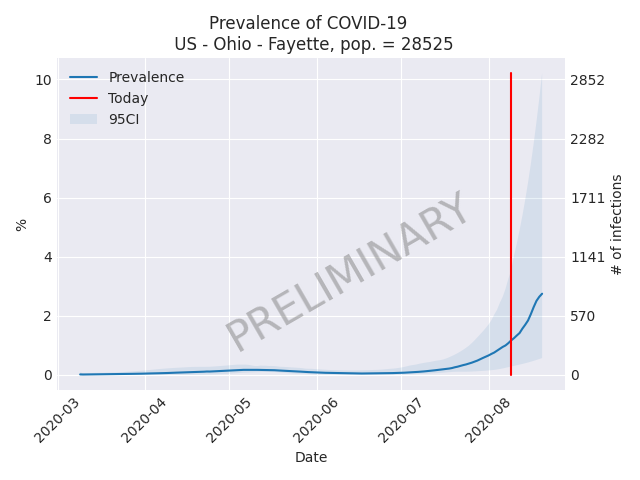 Prevalence of COVID-19
US - Ohio - Fayette, pop. = 28525
Prevalence
Today
95CI
PRELIMINARY
%
10
8
6
4
2
0
# of infections
2852
2282
1711
1141
570
0
2020-03
2020-04
2020-05
2020-06
2020-07
2020-08
Date